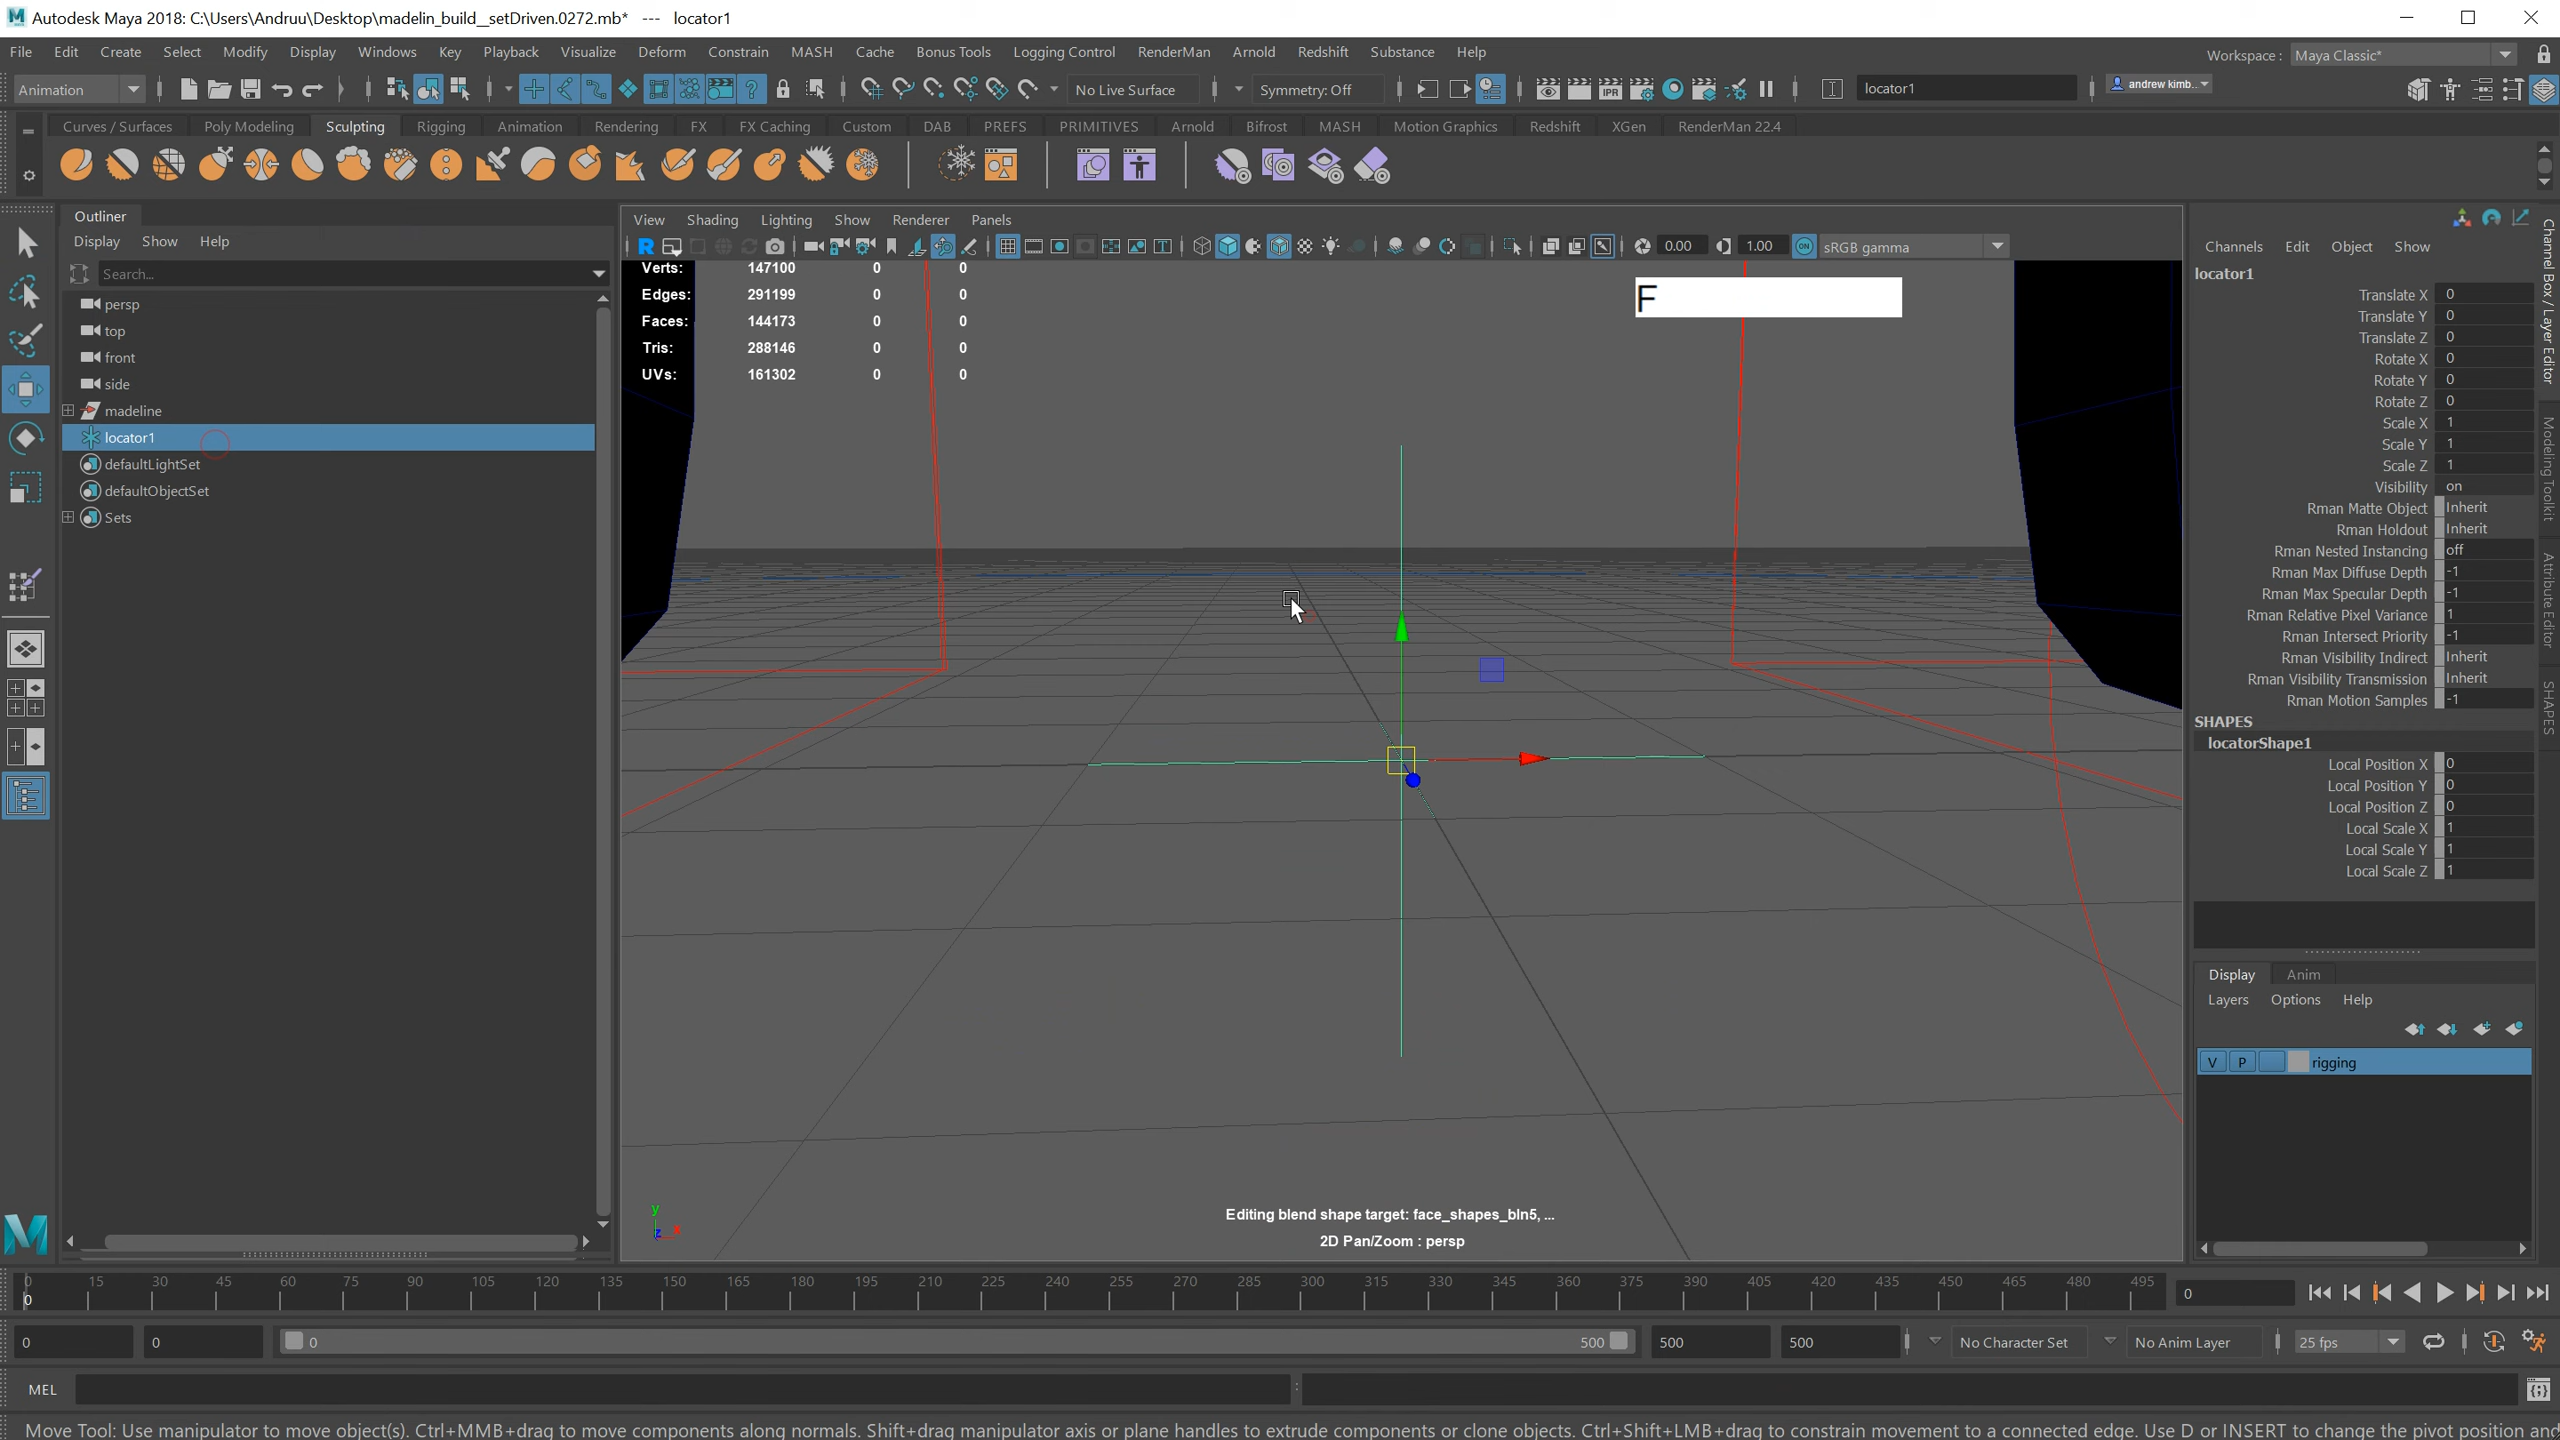 Autodesk Maya 2018: C:\Users\Andruu\Desktop\madelin_build__setDriven.0272.mb*   ---   locator1
File Edit Create Select Modify Display Windows Key Playback Visualize Deform Constrain MASH Cache Bonus Tools Logging Control RenderMan Arnold Redshift Substance Help
Workspace : Maya Classic*
Animation No Live Surface Symmetry: Off locator1 andrew kimb..
Curves / Surfaces Poly Modeling Sculpting Rigging Animation Rendering FX FX Caching Custom DAB PREFS PRIMITIVES Arnold Bifrost MASH Motion Graphics Redshift XGen RenderMan 22.4
Outliner
Display Show Help
Search...
persp
top
front
side
madeline
locator1
defaultLightSet
defaultObjectSet
Sets
View Shading Lighting Show Renderer Panels
0.00 1.00 ON sRGB gamma
Verts: 147100 0 0
Edges: 291199 0 0
Faces: 144173 0 0
Tris: 288146 0 0
UVs: 161302 0 0
F
y
z x
Editing blend shape target: face_shapes_bln5, ...
2D Pan/Zoom : persp
Channels Edit Object Show
locator1
Translate X 0
Translate Y 0
Translate Z 0
Rotate X 0
Rotate Y 0
Rotate Z 0
Scale X 1
Scale Y 1
Scale Z 1
Visibility on
Rman Matte Object Inherit
Rman Holdout Inherit
Rman Nested Instancing off
Rman Max Diffuse Depth -1
Rman Max Specular Depth -1
Rman Relative Pixel Variance 1
Rman Intersect Priority -1
Rman Visibility Indirect Inherit
Rman Visibility Transmission Inherit
Rman Motion Samples -1
SHAPES
locatorShape1
Local Position X 0
Local Position Y 0
Local Position Z 0
Local Scale X 1
Local Scale Y 1
Local Scale Z 1
Channel Box / Layer Editor
Modeling Toolkit
Attribute Editor
SHAPES
Display Anim
Layers Options Help
V P rigging
0 15 30 45 60 75 90 105 120 135 150 165 180 195 210 225 240 255 270 285 300 315 330 345 360 375 390 405 420 435 450 465 480 495
0
0
0 0 0 500 500 500 No Character Set No Anim Layer 25 fps
MEL
Move Tool: Use manipulator to move object(s). Ctrl+MMB+drag to move components along normals. Shift+drag manipulator axis or plane handles to extrude components or clone objects. Ctrl+Shift+LMB+drag to constrain movement to a connected edge. Use D or INSERT to change the pivot position and